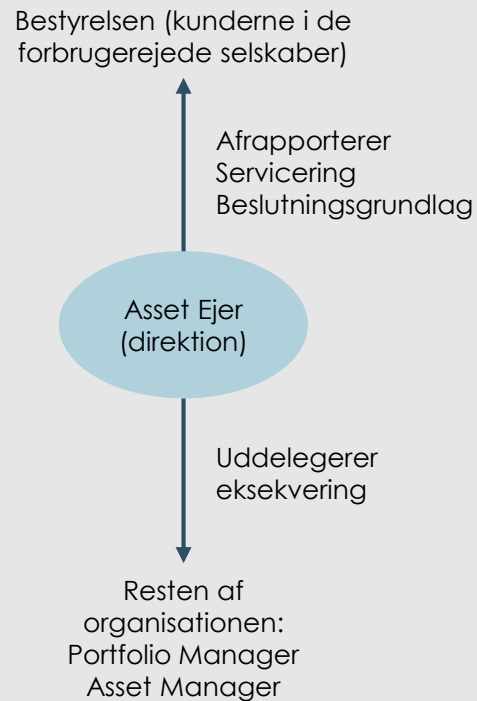 Bestyrelsen (kunderne i de
forbrugerejede selskaber)
Afrapporterer
Servicering
Beslutningsgrundlag
Asset Ejer
(direktion)
Uddelegerer
eksekvering
Resten af
organisationen:
Portfolio Manager
Asset Manager